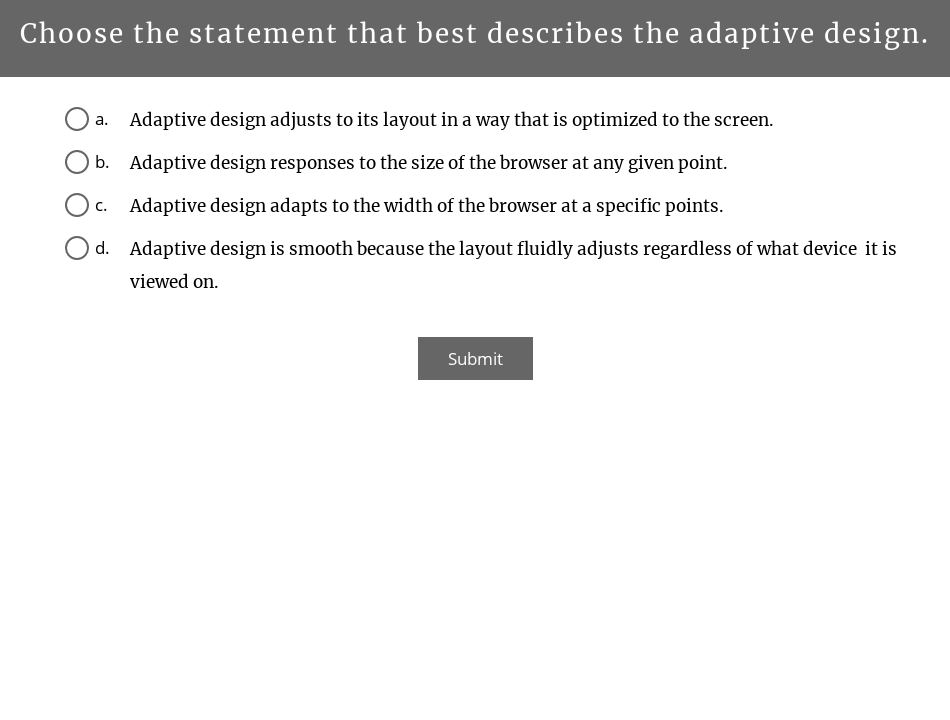 Choose the statement that best describes the adaptive design.
a. Adaptive design adjusts to its layout in a way that is optimized to the screen.
b. Adaptive design responses to the size of the browser at any given point.
c. Adaptive design adapts to the width of the browser at a specific points.
d. Adaptive design is smooth because the layout fluidly adjusts regardless of what device  it is
viewed on.
Submit